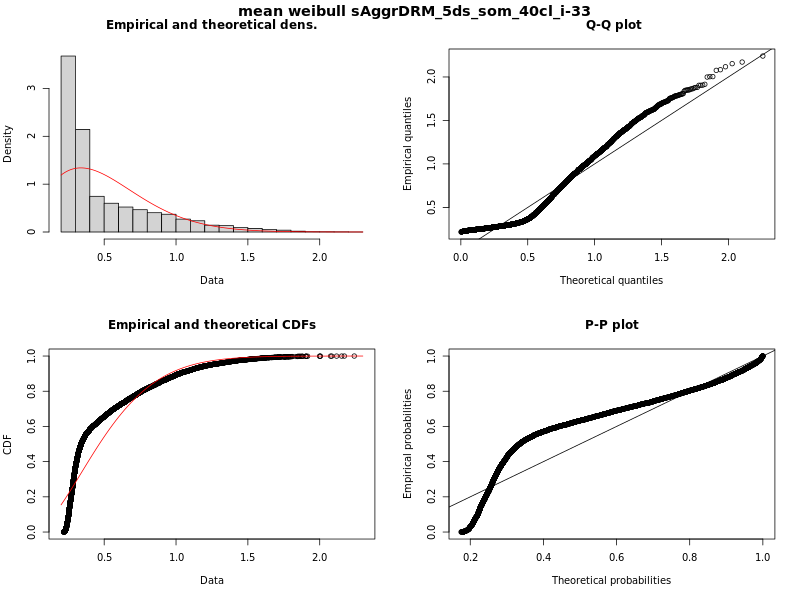 mean weibull sAggrDRM_5ds_som_40cl_i-33
Empirical and theoretical dens.
Density
0 1 2 3
0.5 1.0 1.5 2.0
Data
Q-Q plot
Empirical quantiles
0.5 1.0 1.5 2.0
0.0 0.5 1.0 1.5 2.0
Theoretical quantiles
Empirical and theoretical CDFs
CDF
0.0 0.2 0.4 0.6 0.8 1.0
0.5 1.0 1.5 2.0
Data
P-P plot
Empirical probabilities
0.0 0.2 0.4 0.6 0.8 1.0
0.2 0.4 0.6 0.8 1.0
Theoretical probabilities